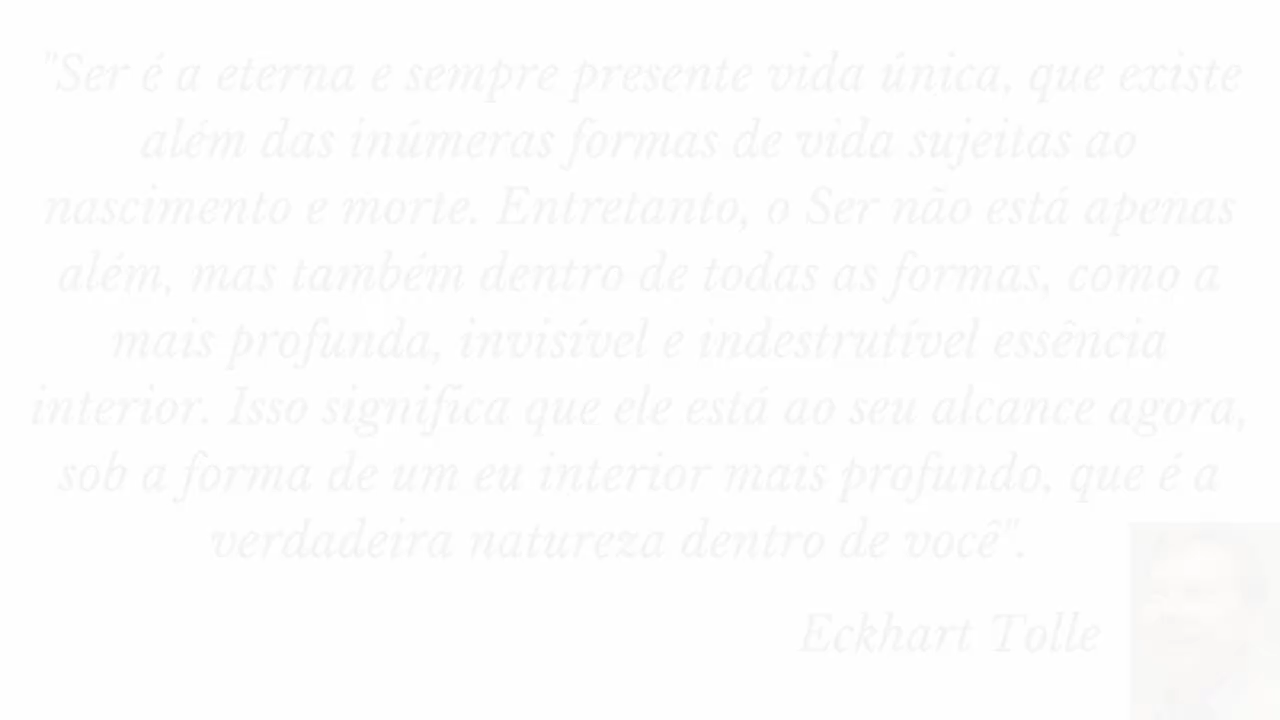 "Ser é a eterna e sempre presente vida única, que existe
além das inúmeras formas de vida sujeitas ao
nascimento e morte. Entretanto, o Ser não está apenas
além, mas também dentro de todas as formas, como a
mais profunda, invisível e indestrutível essência
interior. Isso significa que ele está ao seu alcance agora,
sob a forma de um eu interior mais profundo, que é a
verdadeira natureza dentro de você".
Eckhart Tolle